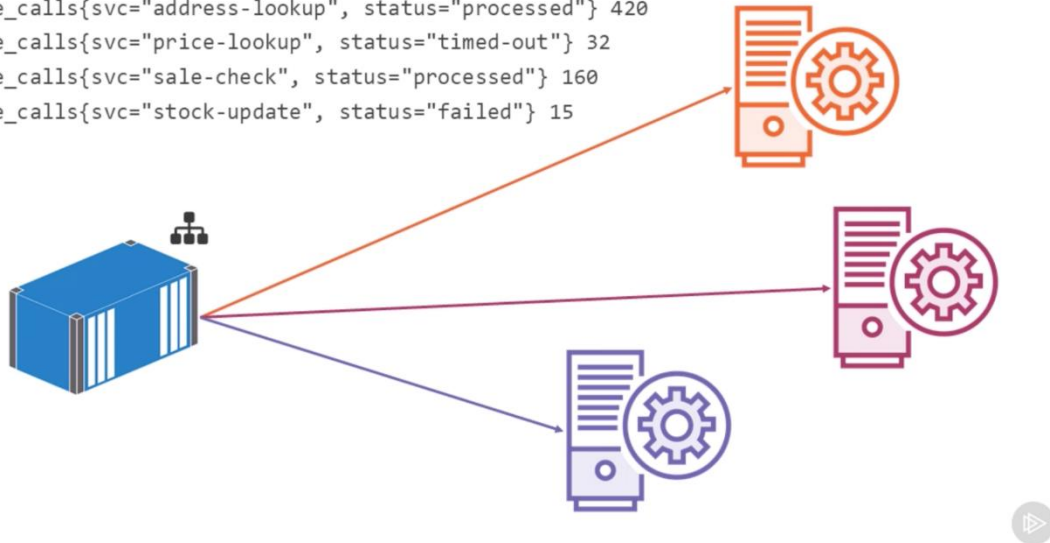 e_calls{svc="address-lookup", status="processed"} 420
e_calls{svc="price-lookup", status="timed-out"} 32
e_calls{svc="sale-check", status="processed"} 160
e_calls{svc="stock-update", status="failed"} 15